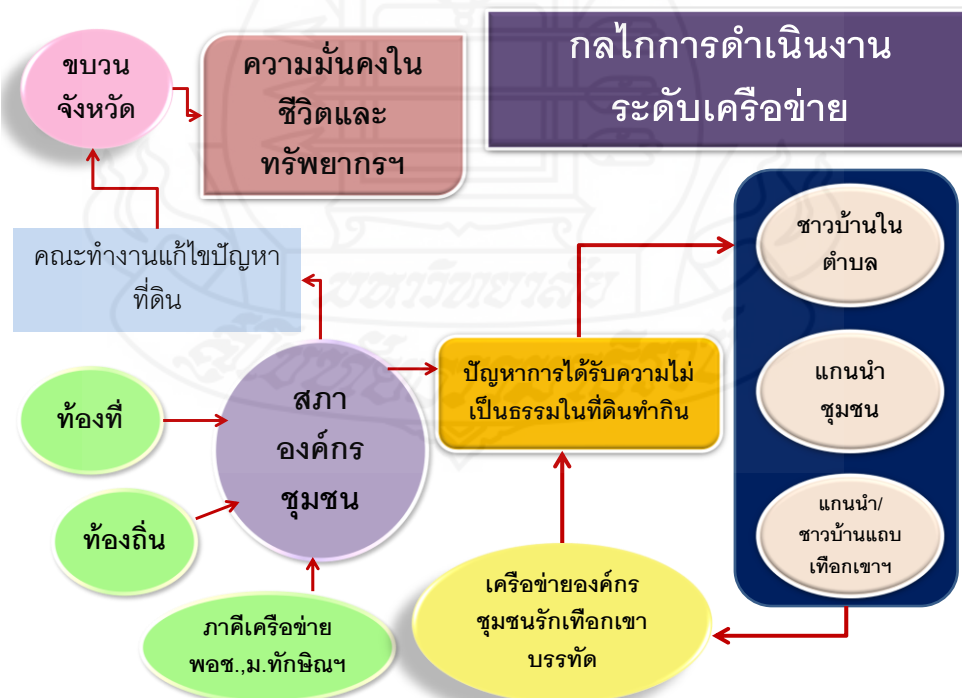 ขบวน
จังหวัด
ความมั่นคงใน
ชีวิตและ
ทรัพยากรฯ
กลไกการดำเนินงาน
ระดับเครือข่าย
คณะทำงานแก้ไขปัญหา
ที่ดิน
ชาวบ้านใน
ตำบล
แกนนำ
ชุมชน
แกนนำ/
ชาวบ้านแถบ
เทือกเขาฯ
ปัญหาการได้รับความไม่
เป็นธรรมในที่ดินทำกิน
สภา
องค์กร
ชุมชน
ท้องที่
ท้องถิ่น
ภาคีเครือข่าย
พอช.,ม.ทักษิณฯ
เครือข่ายองค์กร
ชุมชนรักเทือกเขา
บรรทัด